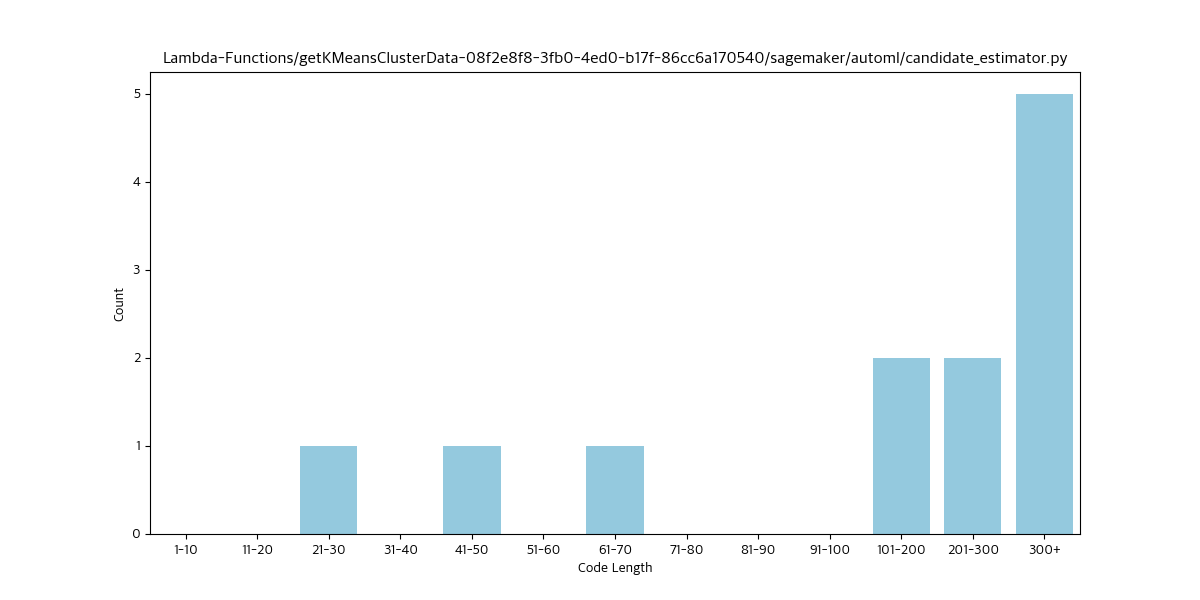 Lambda-Functions/getKMeansClusterData-08f2e8f8-3fb0-4ed0-b17f-86cc6a170540/sagemaker/automl/candidate_estimator.py
5
4
3
2
1
0
Count
1-10 11-20 21-30 31-40 41-50 51-60 61-70 71-80 81-90 91-100 101-200 201-300 300+
Code Length